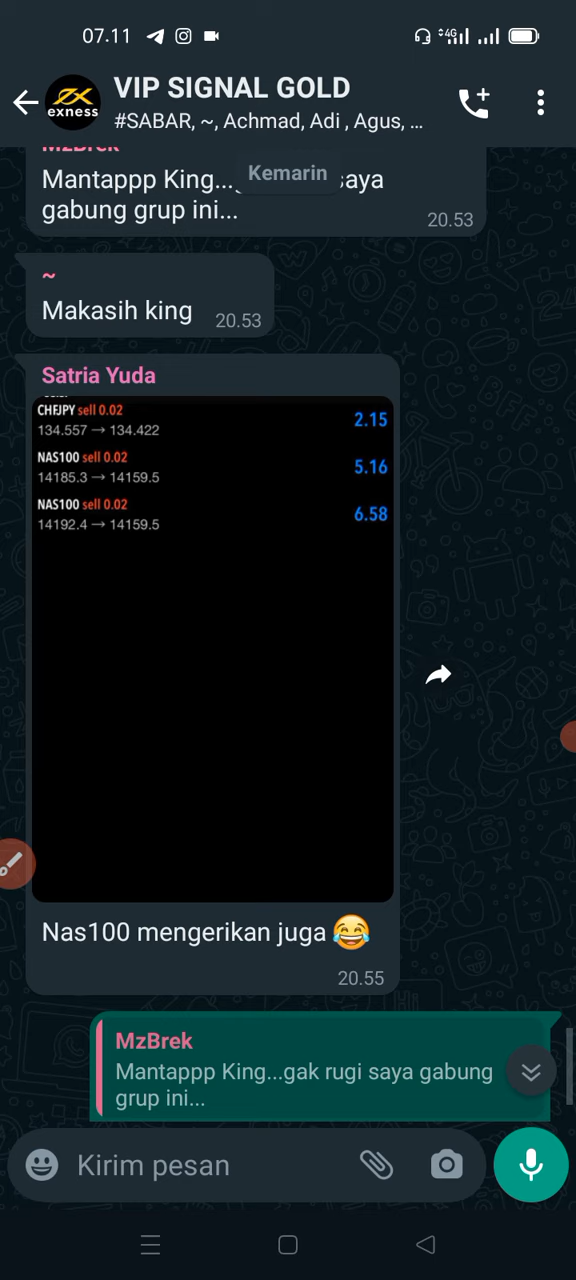 07.11
4G
VIP SIGNAL GOLD
exness
#SABAR, ~, Achmad, Adi , Agus, ...
MzBrek
Kemarin
Mantappp King... saya
gabung grup ini...
20.53
~
Makasih king
20.53
Satria Yuda
CHFJPY sell 0.02
134.557 → 134.422
2.15
NAS100 sell 0.02
14185.3 → 14159.5
5.16
NAS100 sell 0.02
14192.4 → 14159.5
6.58
Nas100 mengerikan juga 😂
20.55
MzBrek
Mantappp King...gak rugi saya gabung
grup ini...
Kirim pesan